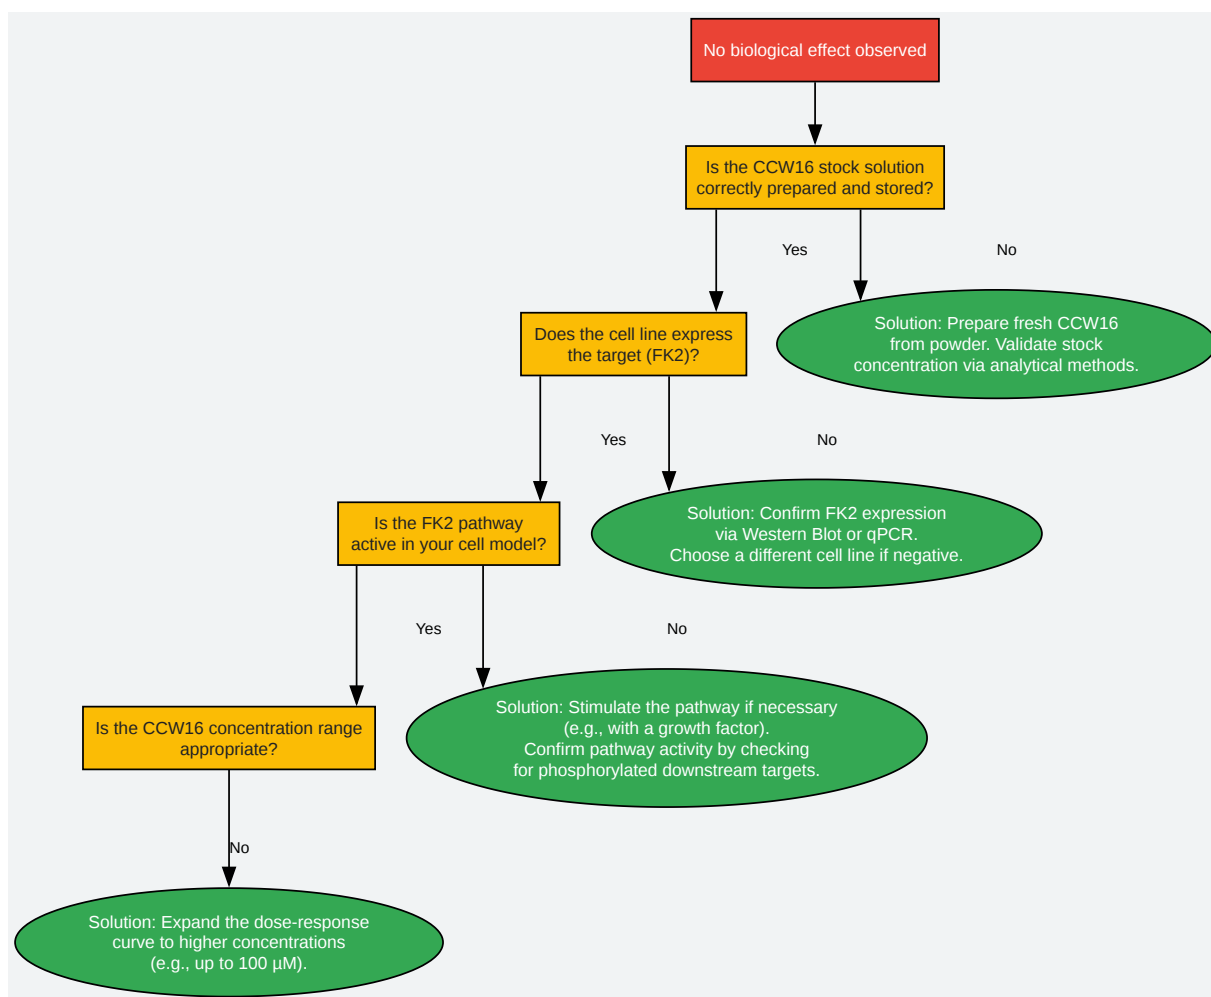 No biological effect observed
Is the CCW16 stock solution
correctly prepared and stored?
Yes
No
Solution: Prepare fresh CCW16
from powder. Validate stock
concentration via analytical methods.
Does the cell line express
the target (FK2)?
Yes
No
Solution: Confirm FK2 expression
via Western Blot or qPCR.
Choose a different cell line if negative.
Is the FK2 pathway
active in your cell model?
Yes
No
Solution: Stimulate the pathway if necessary
(e.g., with a growth factor).
Confirm pathway activity by checking
for phosphorylated downstream targets.
Is the CCW16 concentration range
appropriate?
No
Solution: Expand the dose-response
curve to higher concentrations
(e.g., up to 100 µM).